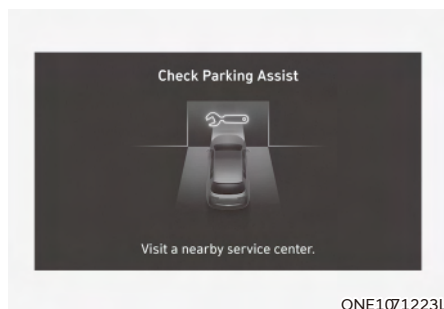 Check Parking Assist
Visit a nearby service center.
ONE1071223L